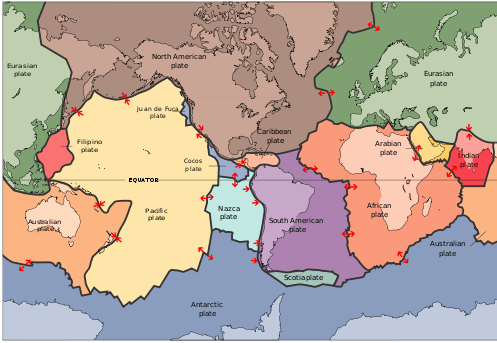 North American
plate
Eurasian
plate
Eurasian
plate
Juan de Fuca
plate
Caribbean
plate
Filipino
plate
Arabian
plate
Cocos
plate
Indian
plate
EQUATOR
Pacific
plate
Nazca
plate
African
plate
Australian
plate
South American
plate
Australian
plate
Scotia plate
Antarctic
plate